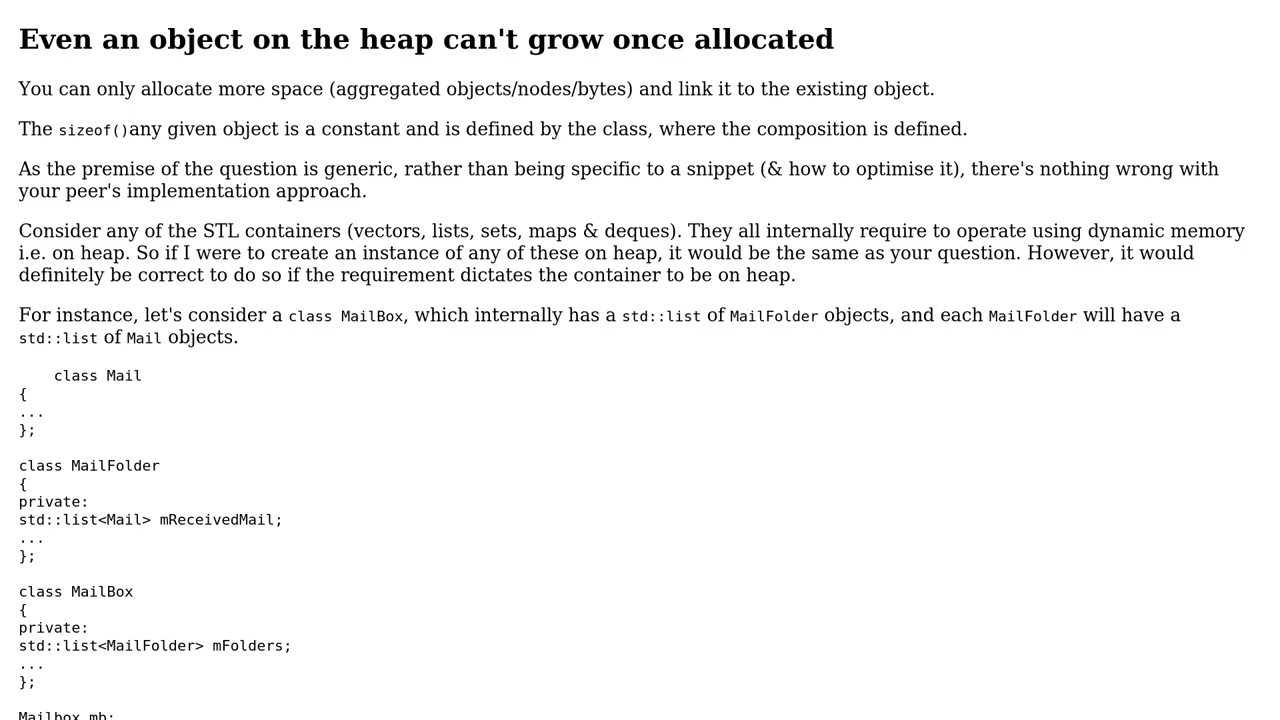 Even an object on the heap can't grow once allocated
You can only allocate more space (aggregated objects/nodes/bytes) and link it to the existing object.
The sizeof()any given object is a constant and is defined by the class, where the composition is defined.
As the premise of the question is generic, rather than being specific to a snippet (& how to optimise it), there's nothing wrong with
your peer's implementation approach.
Consider any of the STL containers (vectors, lists, sets, maps & deques). They all internally require to operate using dynamic memory
i.e. on heap. So if I were to create an instance of any of these on heap, it would be the same as your question. However, it would
definitely be correct to do so if the requirement dictates the container to be on heap.
For instance, let's consider a class MailBox, which internally has a std::list of MailFolder objects, and each MailFolder will have a
std::list of Mail objects.
    class Mail
{
...
};
class MailFolder
{
private:
std::list<Mail> mReceivedMail;
...
};
class MailBox
{
private:
std::list<MailFolder> mFolders;
...
};
Mailbox mb;